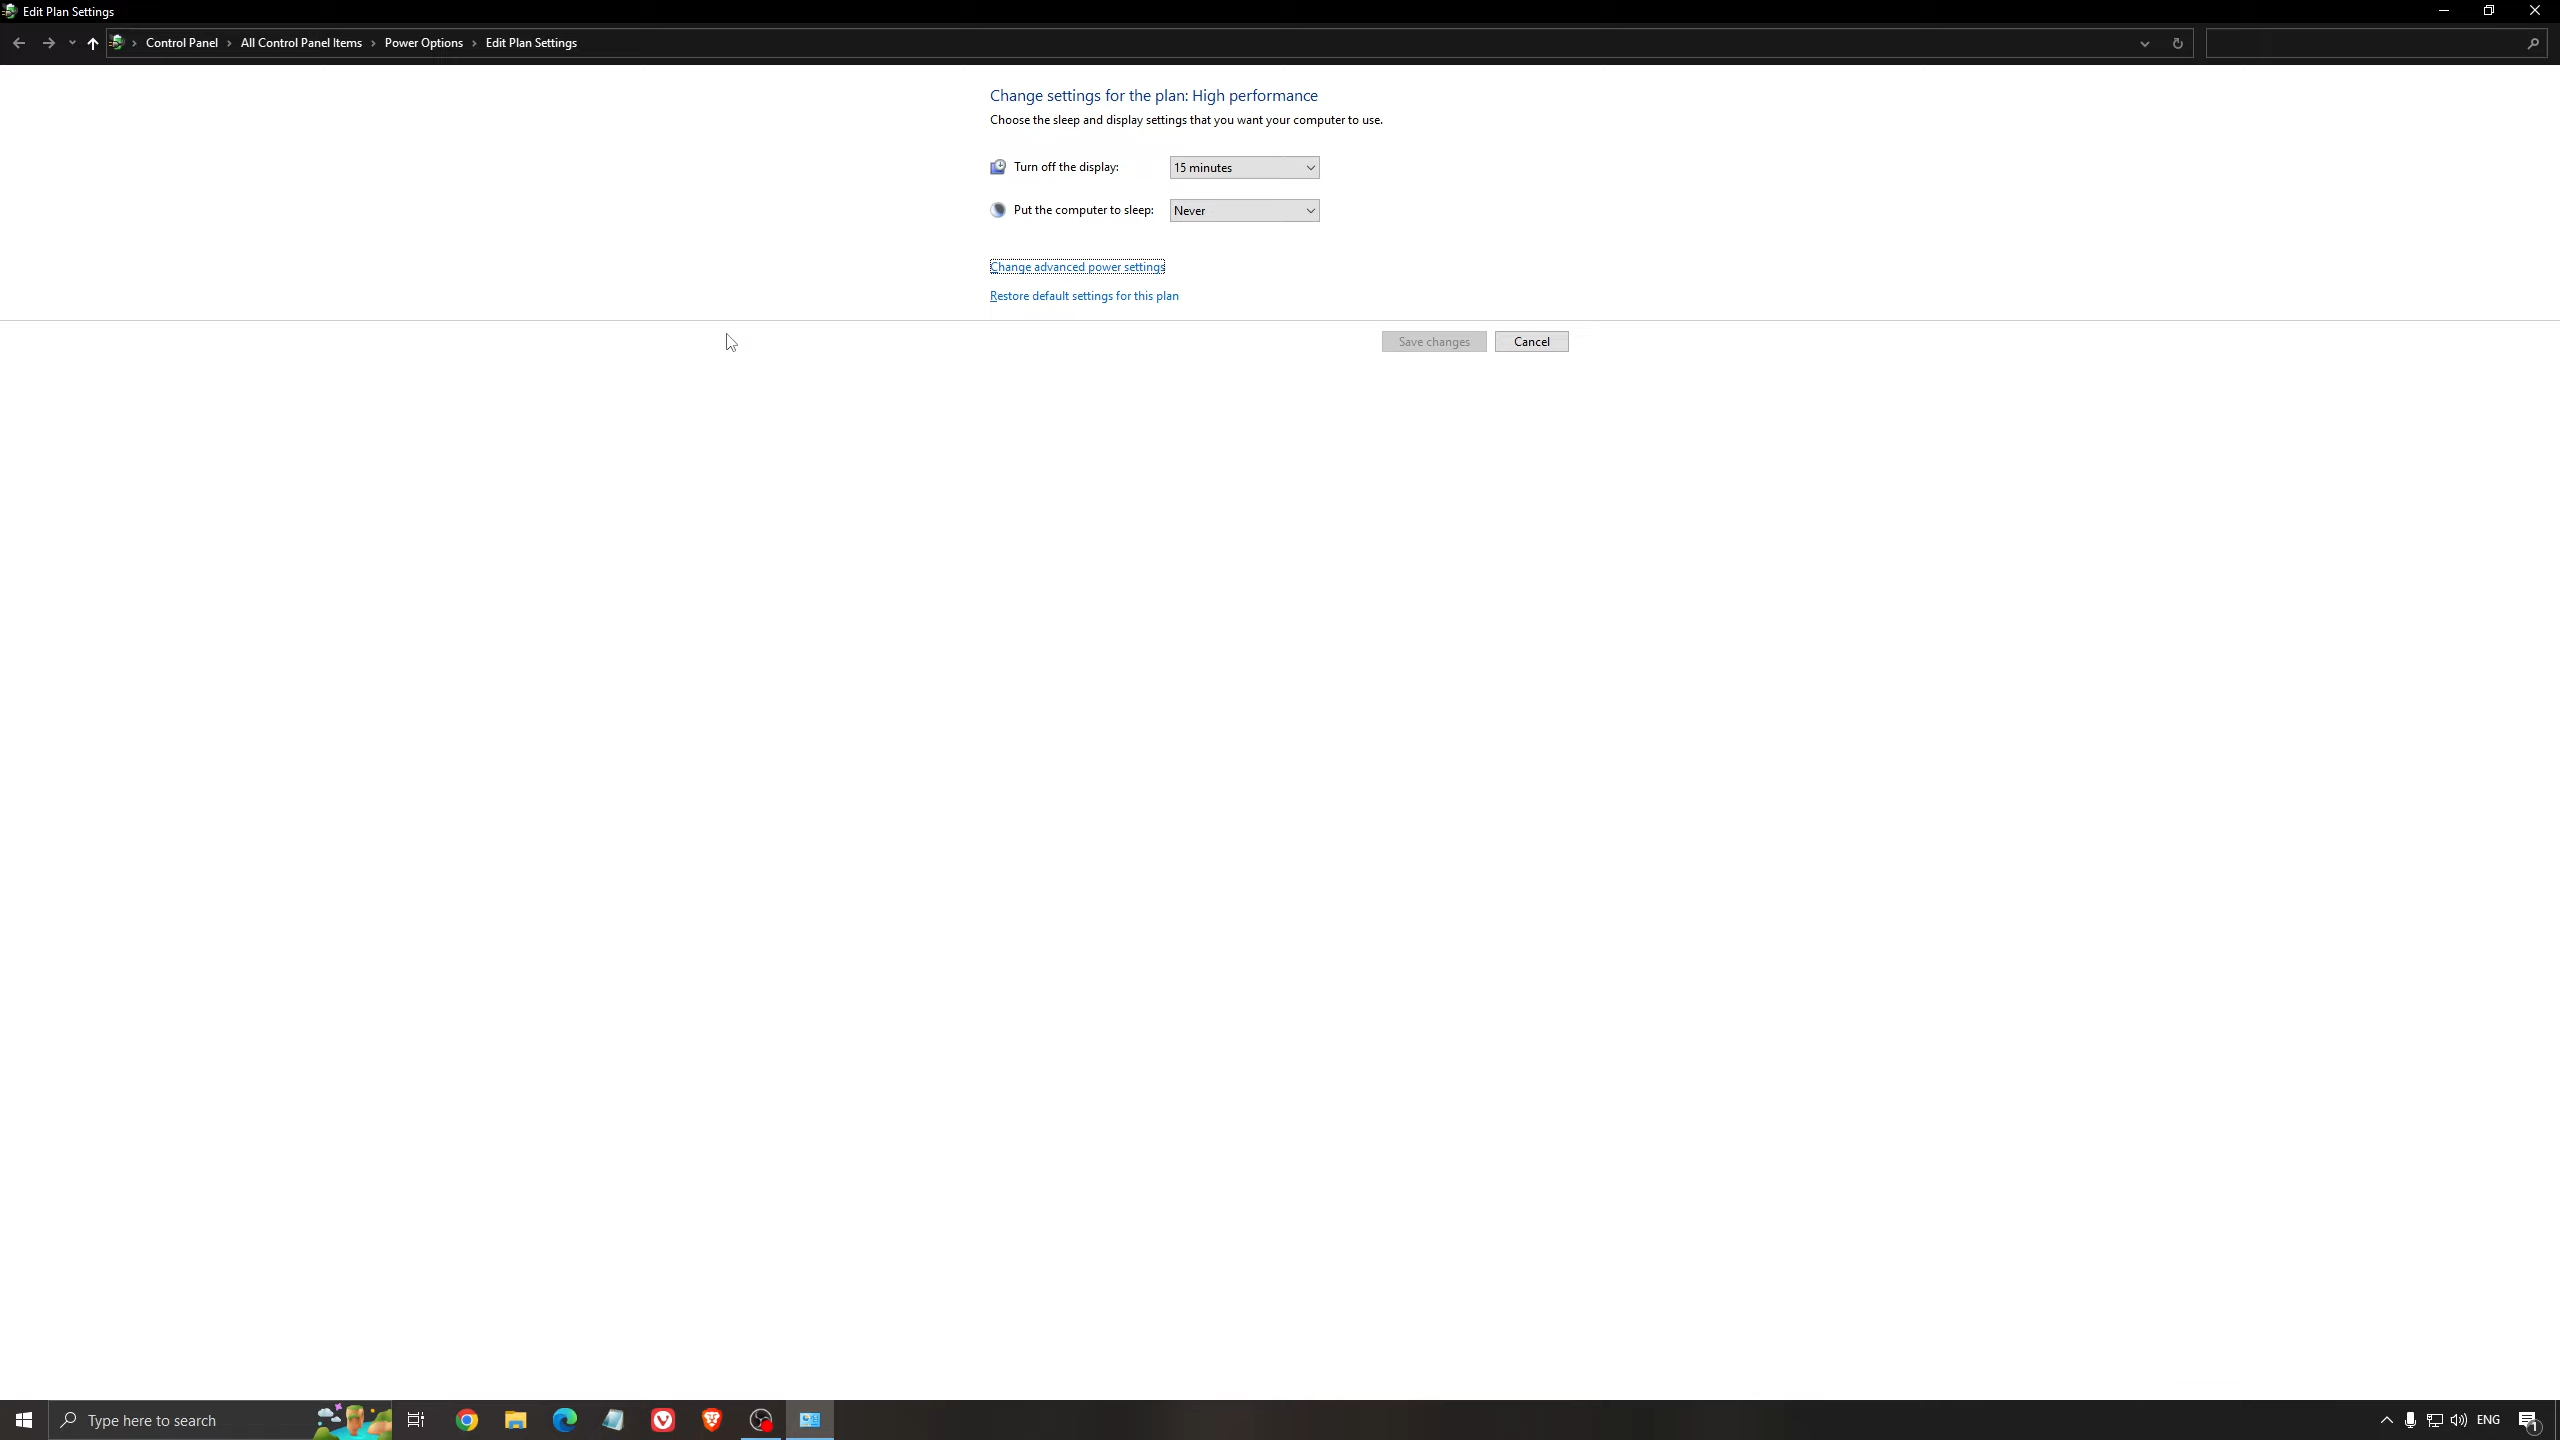 Edit Plan Settings
Control Panel › All Control Panel Items › Power Options › Edit Plan Settings
Change settings for the plan: High performance
Choose the sleep and display settings that you want your computer to use.
Turn off the display: 15 minutes
Put the computer to sleep: Never
Change advanced power settings
Restore default settings for this plan
Save changes Cancel
Type here to search ENG 1